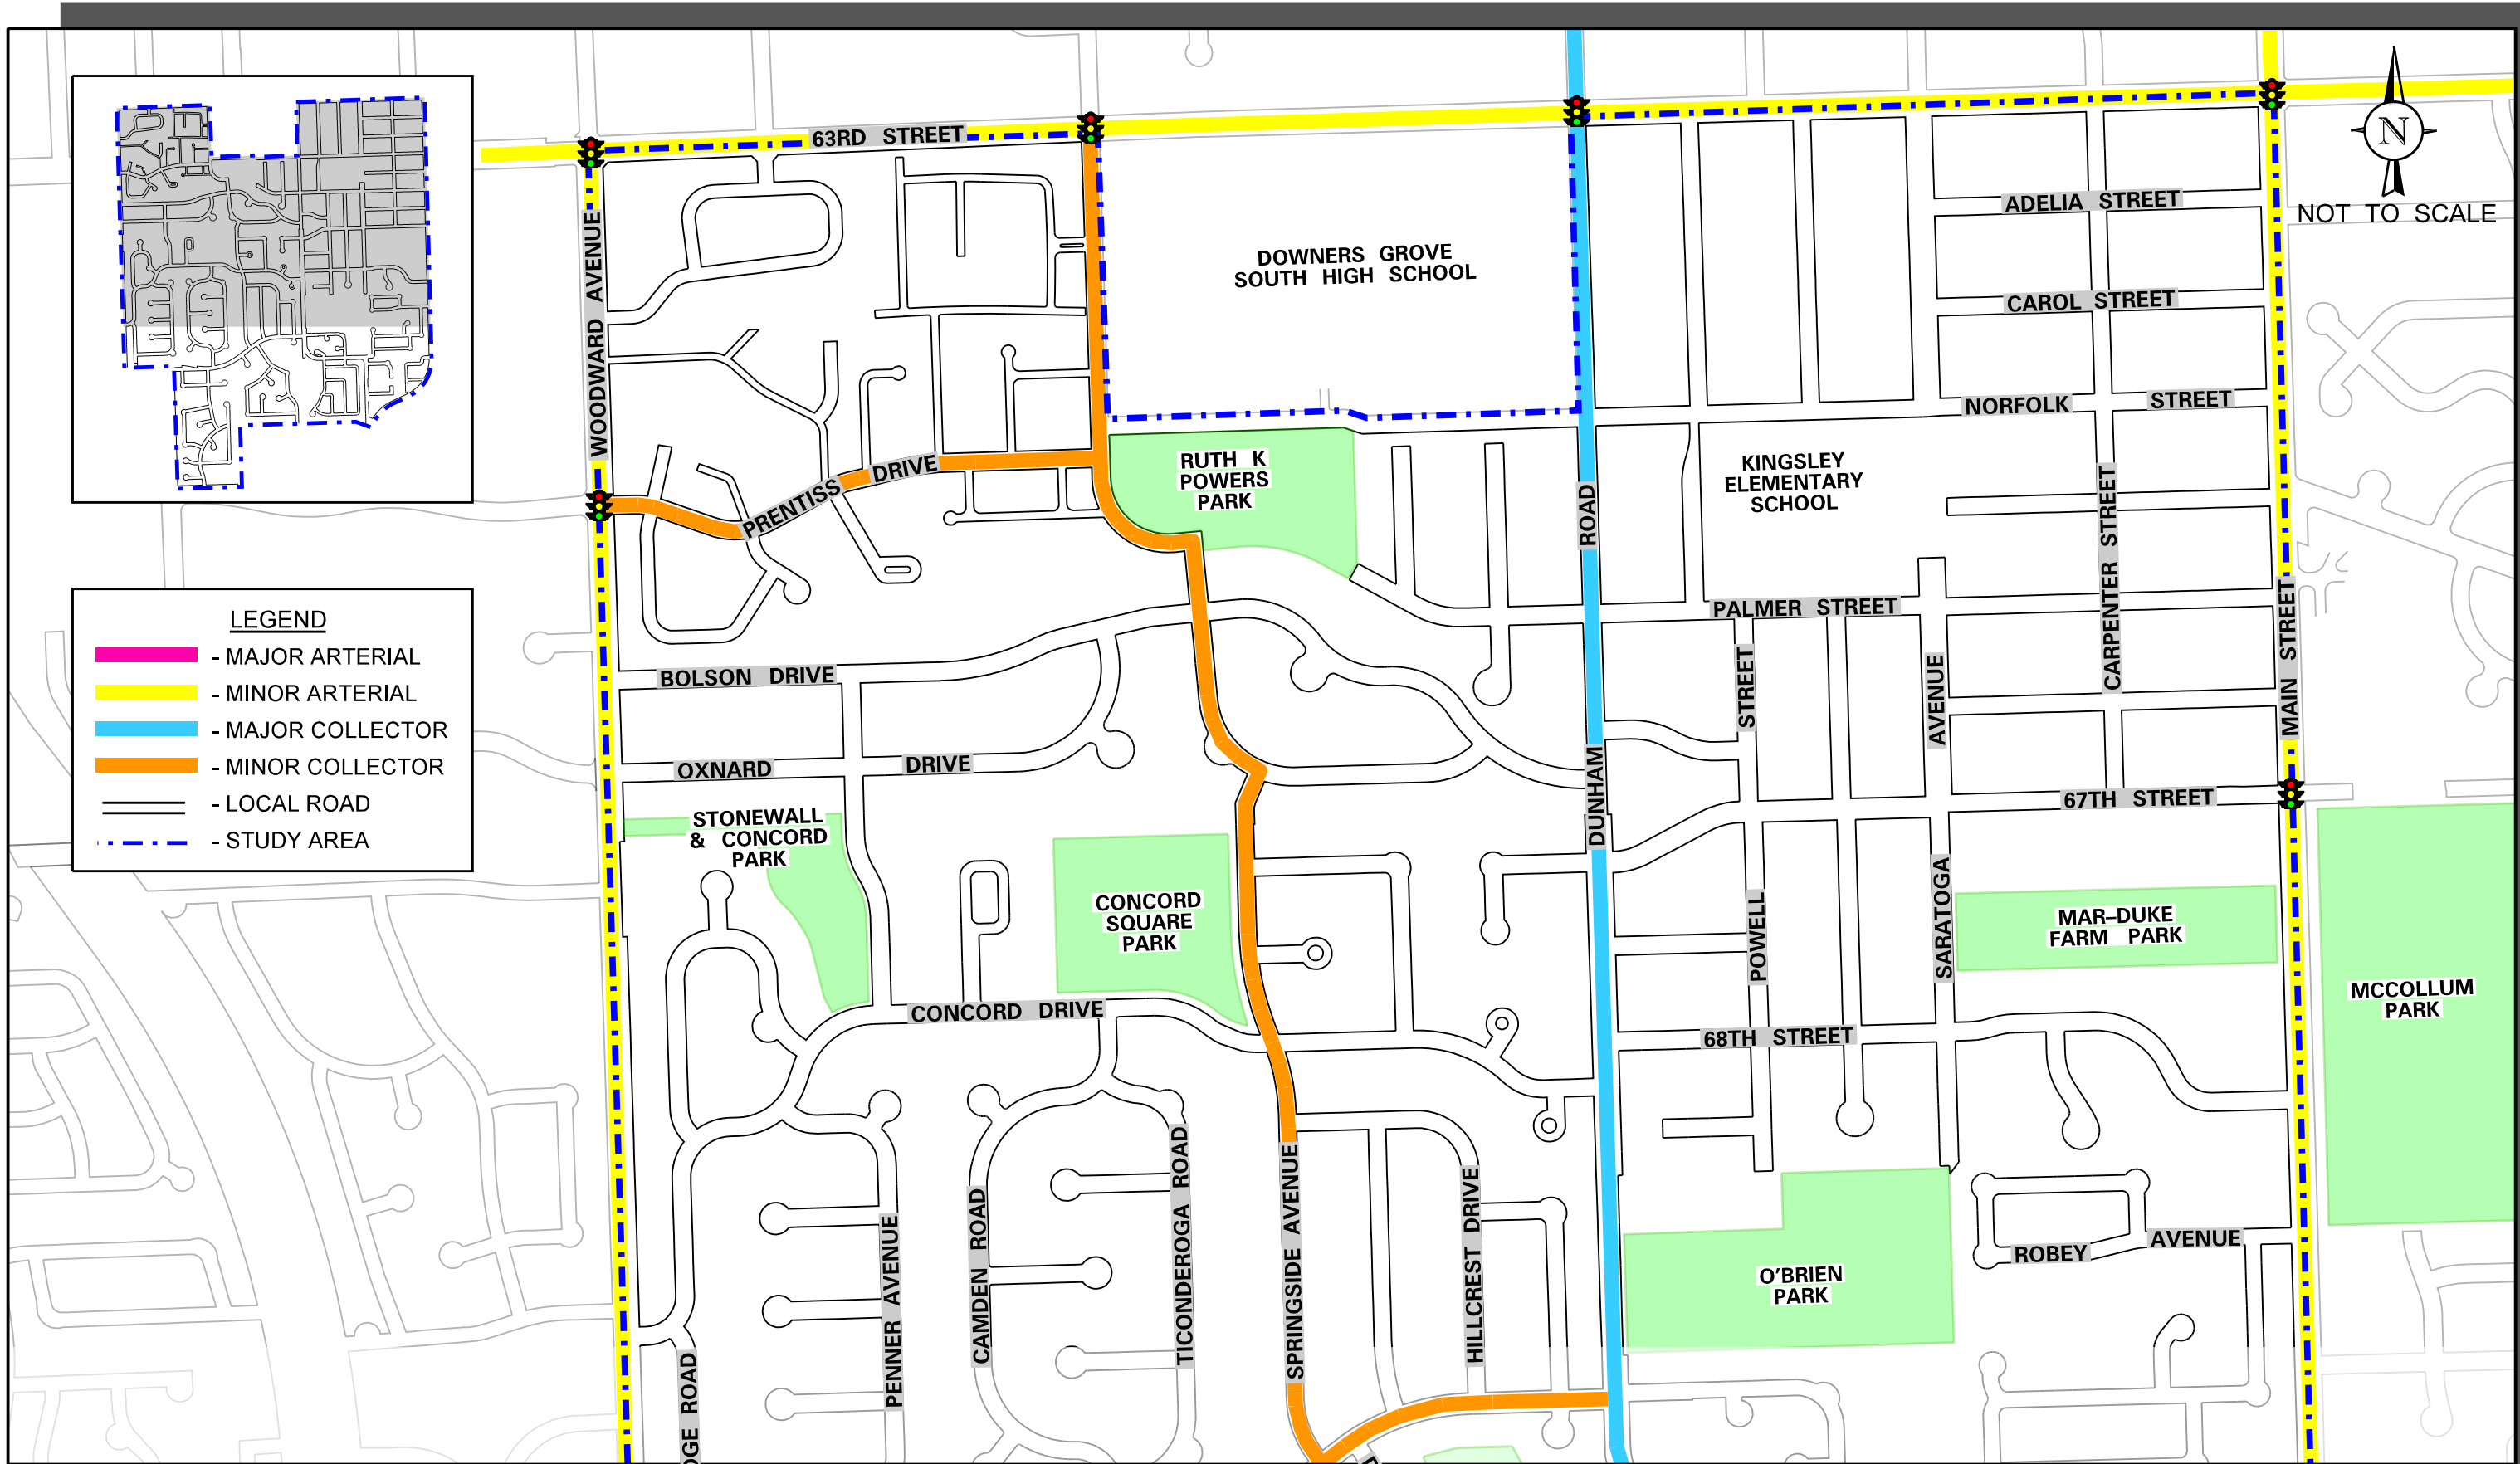 63RD STREET
N
NOT TO SCALE
ADELIA STREET
DOWNERS GROVE
SOUTH HIGH SCHOOL
CAROL STREET
WOODWARD AVENUE
NORFOLK STREET
RUTH K
POWERS
PARK
KINGSLEY
ELEMENTARY
SCHOOL
PRENTISS DRIVE
DUNHAM ROAD
CARPENTER STREET
MAIN STREET
PALMER STREET
LEGEND
- MAJOR ARTERIAL
- MINOR ARTERIAL
- MAJOR COLLECTOR
- MINOR COLLECTOR
- LOCAL ROAD
- STUDY AREA
BOLSON DRIVE
OXNARD DRIVE
POWELL STREET
SARATOGA AVENUE
67TH STREET
STONEWALL
& CONCORD
PARK
CONCORD
SQUARE
PARK
MAR–DUKE
FARM PARK
MCCOLLUM
PARK
CONCORD DRIVE
68TH STREET
ROBEY AVENUE
O'BRIEN
PARK
PENNER AVENUE
CAMDEN ROAD
TICONDEROGA ROAD
SPRINGSIDE AVENUE
HILLCREST DRIVE
ROAD